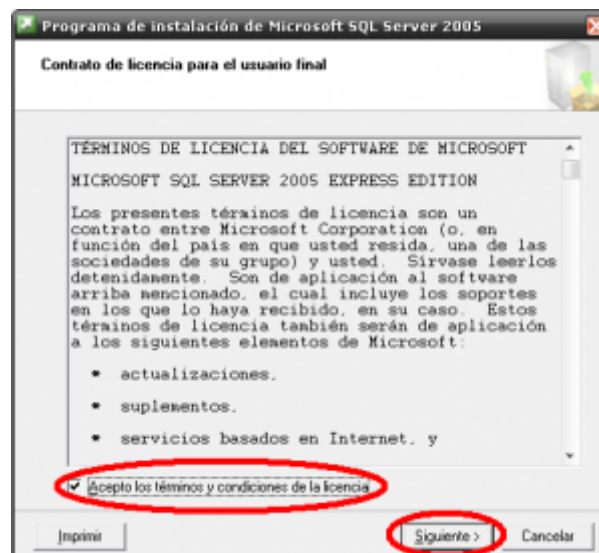 Programa de instalación de Microsoft SQL Server 2005
Contrato de licencia para el usuario final
TÉRMINOS DE LICENCIA DEL SOFTWARE DE MICROSOFT
MICROSOFT SQL SERVER 2005 EXPRESS EDITION
Los presentes términos de licencia son un
contrato entre Microsoft Corporation (o, en
función del país en que usted resida, una de las
sociedades de su grupo) y usted. Sírvase leerlos
detenidamente. Son de aplicación al software
arriba mencionado, el cual incluye los soportes
en los que lo haya recibido, en su caso. Estos
términos de licencia también serán de aplicación
a los siguientes elementos de Microsoft:
* actualizaciones,
* suplementos,
* servicios basados en Internet, y
Acepto los términos y condiciones de la licencia
Imprimir
Siguiente >
Cancelar